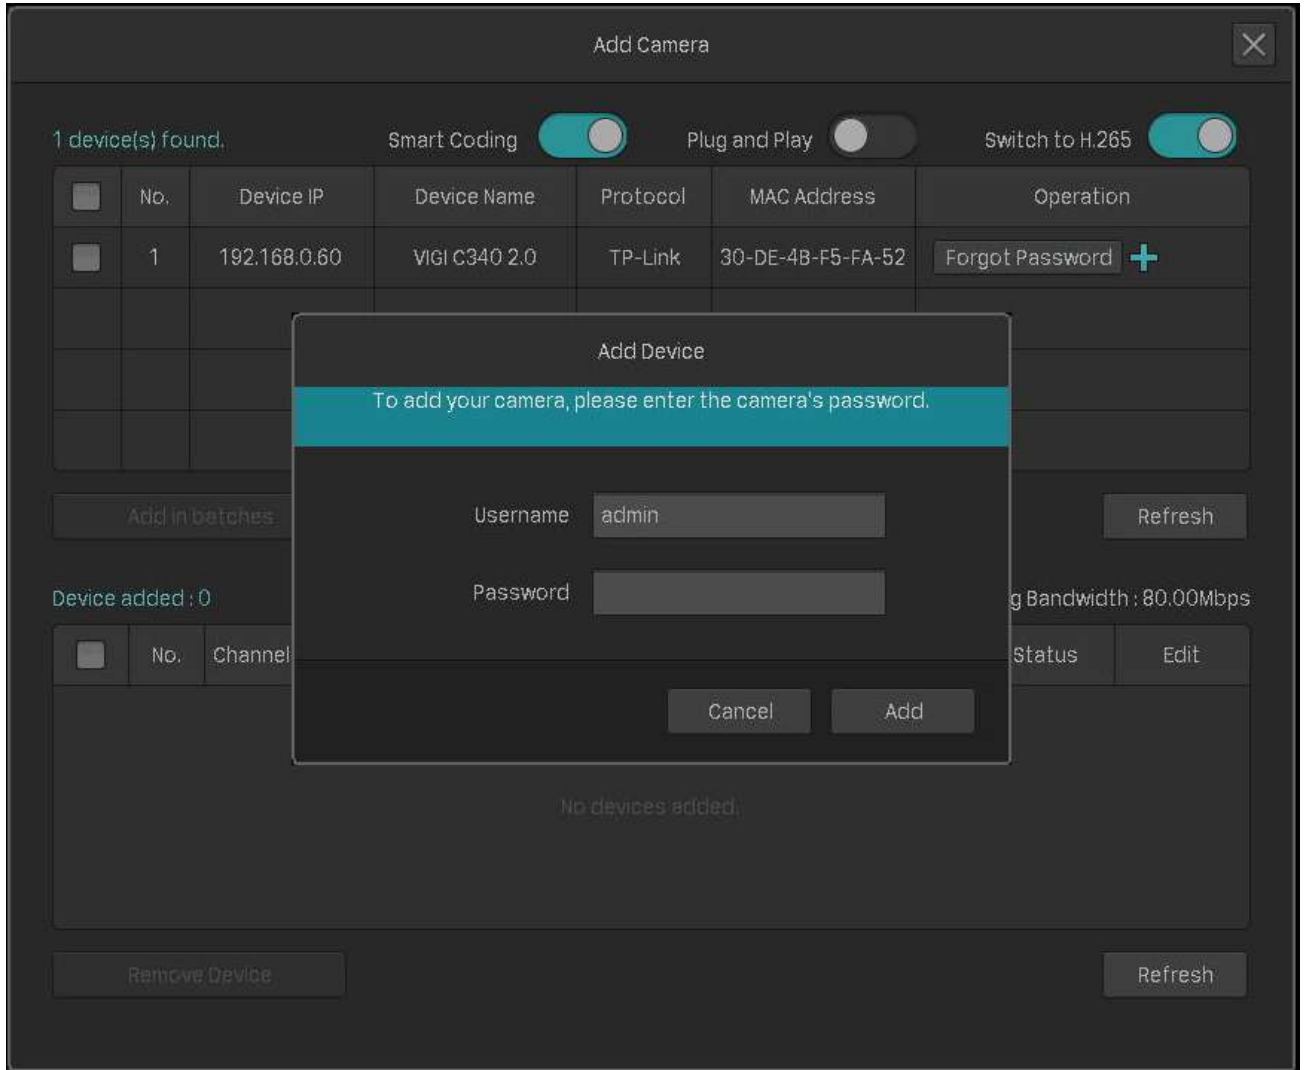 Add Camera
1 device(s) found. Smart Coding Plug and Play Switch to H.265
No. Device IP Device Name Protocol MAC Address Operation
1 192.168.0.60 VIGI C340 2.0 TP-Link 30-DE-4B-F5-FA-52 Forgot Password
Add Device
To add your camera, please enter the camera's password.
Username admin
Add in batches Refresh
Password
Device added : 0 g Bandwidth : 80.00Mbps
No. Channel Status Edit
Cancel Add
No devices added.
Remove Device Refresh